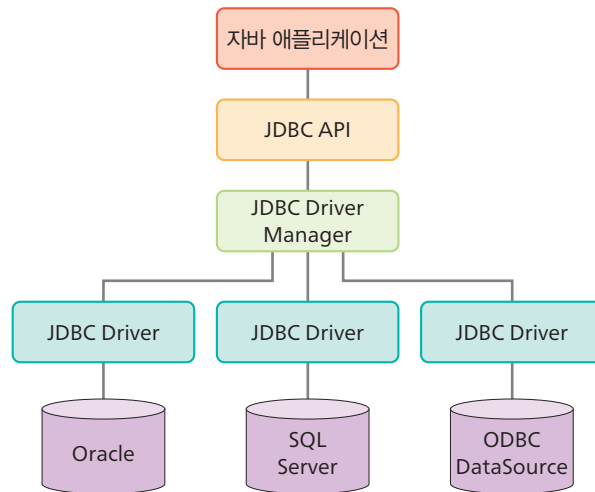 자바 애플리케이션
JDBC API
JDBC Driver
Manager
JDBC Driver
JDBC Driver
JDBC Driver
Oracle
SQL
Server
ODBC
DataSource